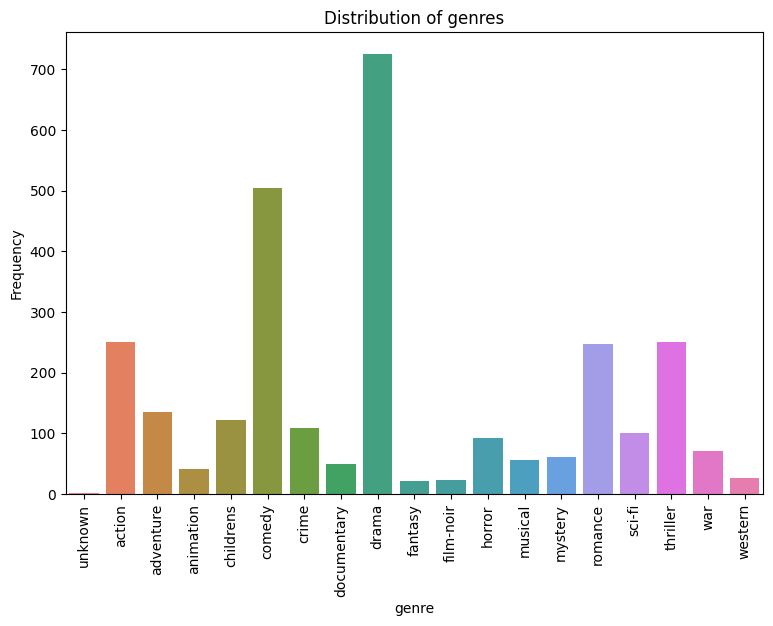 Distribution of genres
Frequency
700
600
500
400
300
200
100
0
unknown
action
adventure
animation
childrens
comedy
crime
documentary
drama
fantasy
film-noir
horror
musical
mystery
romance
sci-fi
thriller
war
western
genre